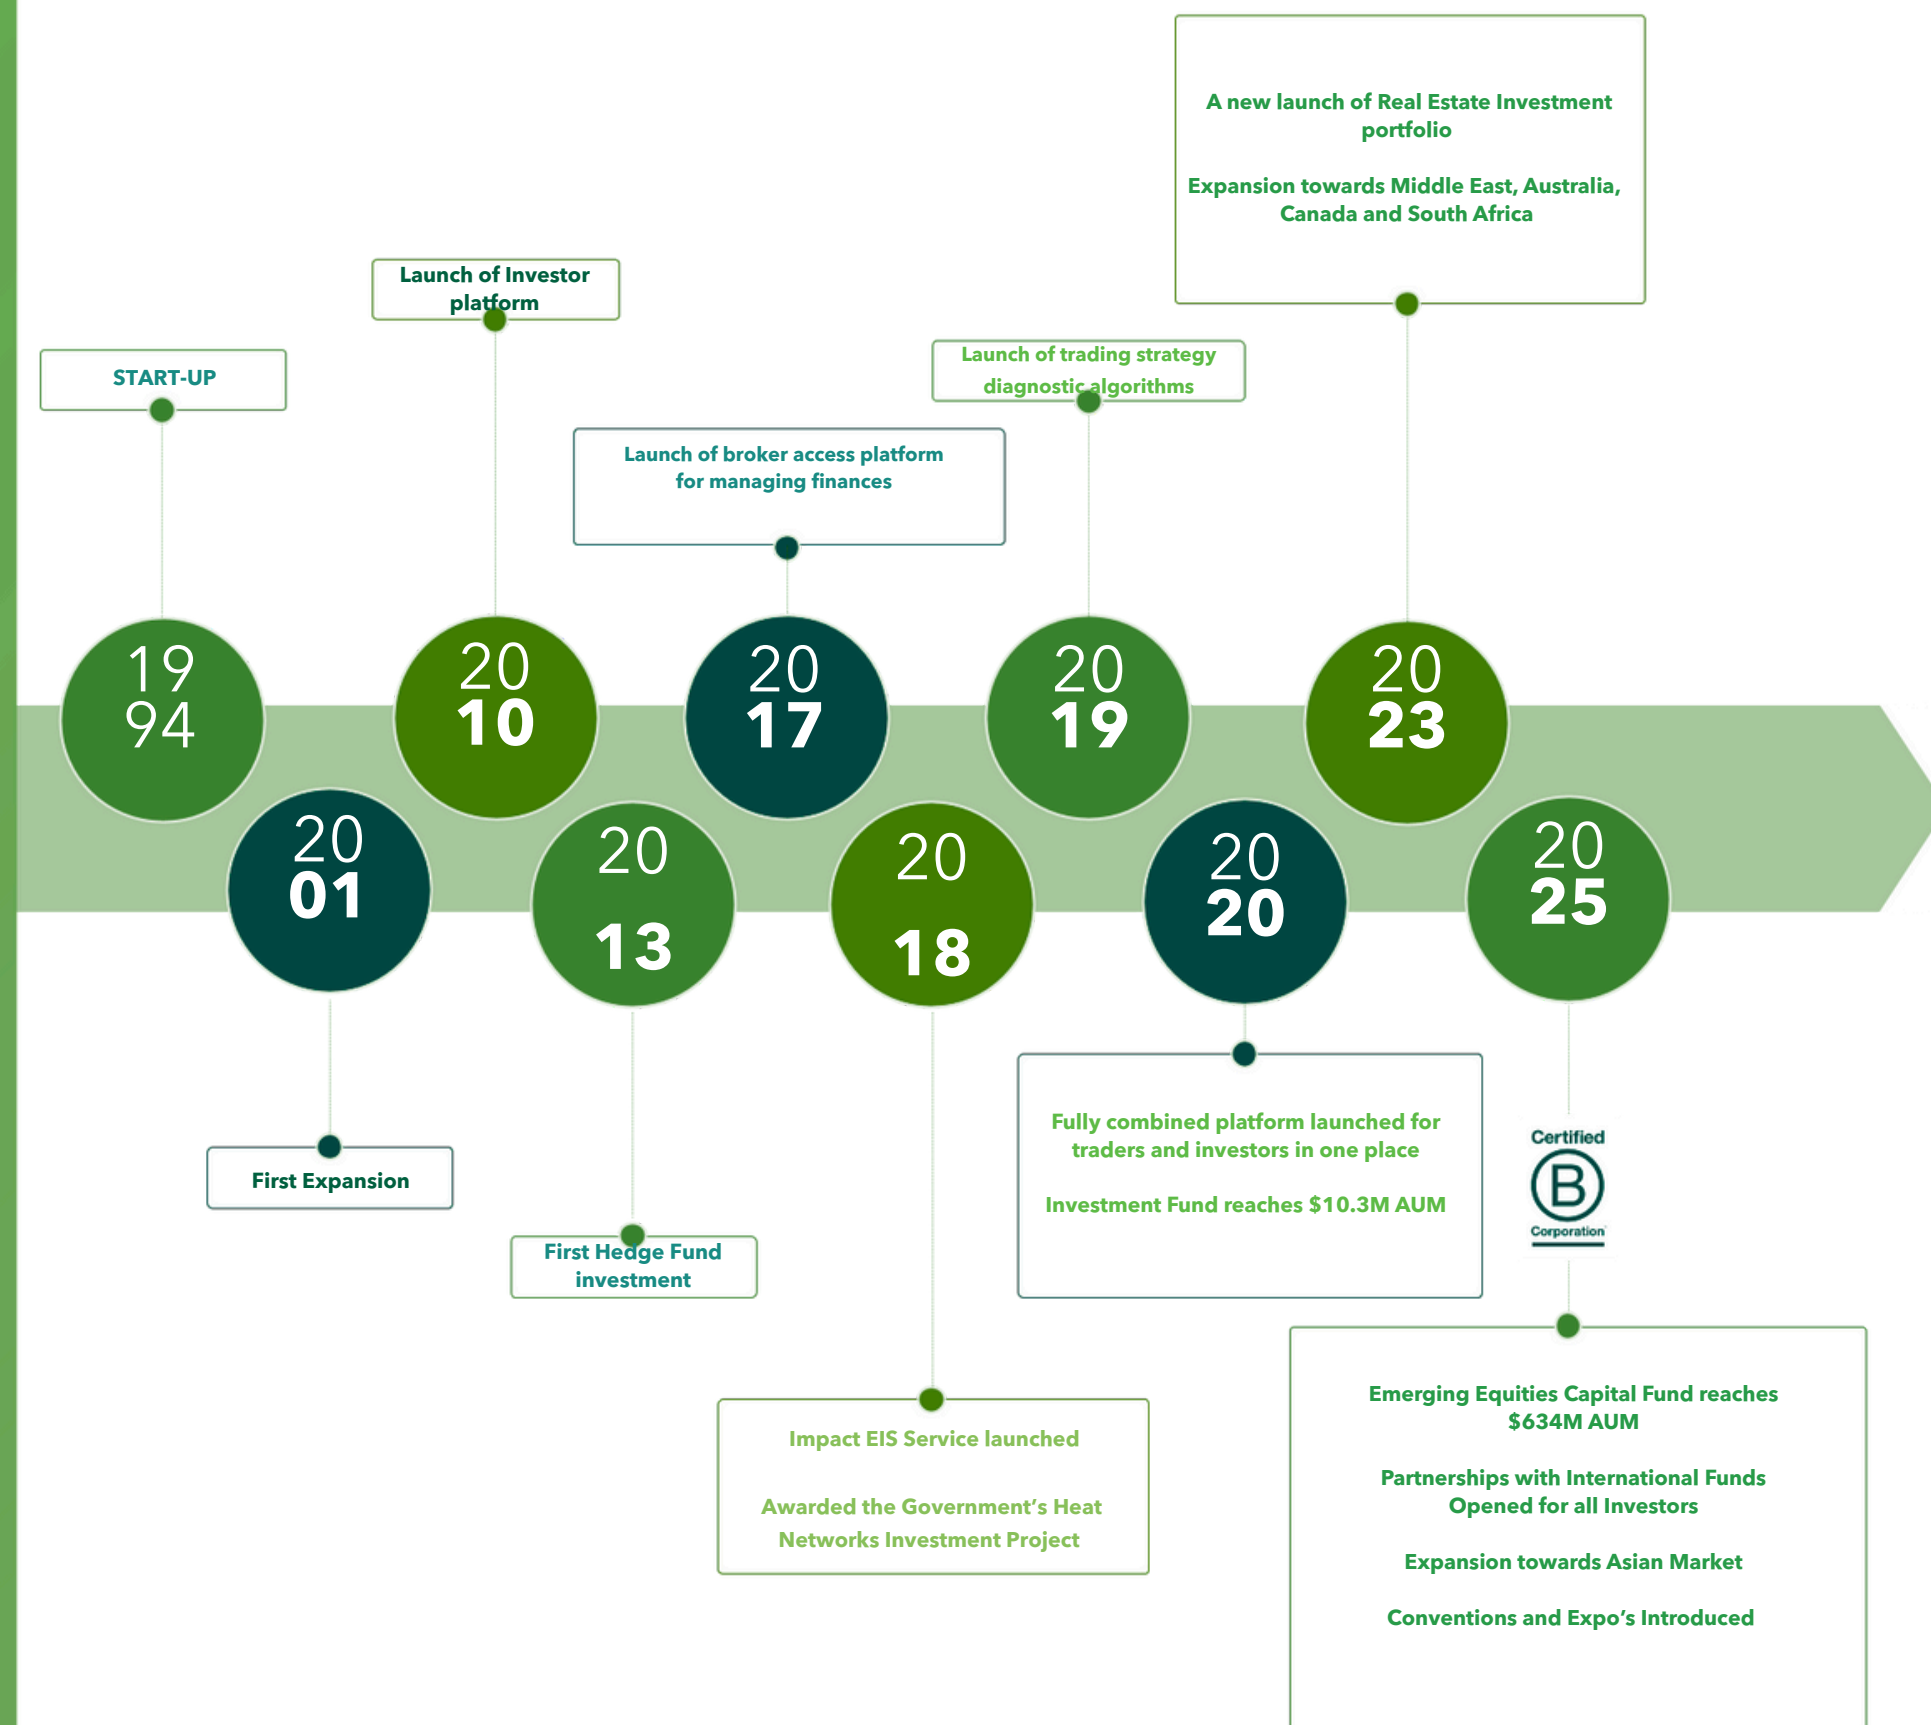 START-UP
19
94
20
01
First Expansion
Launch of Investor
platform
20
10
20
13
First Hedge Fund
investment
Launch of broker access platform
for managing finances
20
17
20
18
Impact EIS Service launched
Awarded the Government’s Heat
Networks Investment Project
Launch of trading strategy
diagnostic algorithms
20
19
20
20
Fully combined platform launched for
traders and investors in one place
Investment Fund reaches $10.3M AUM
A new launch of Real Estate Investment
portfolio
Expansion towards Middle East, Australia,
Canada and South Africa
20
23
20
25
Certified
B
Corporation
Emerging Equities Capital Fund reaches
$634M AUM
Partnerships with International Funds
Opened for all Investors
Expansion towards Asian Market
Conventions and Expo’s Introduced